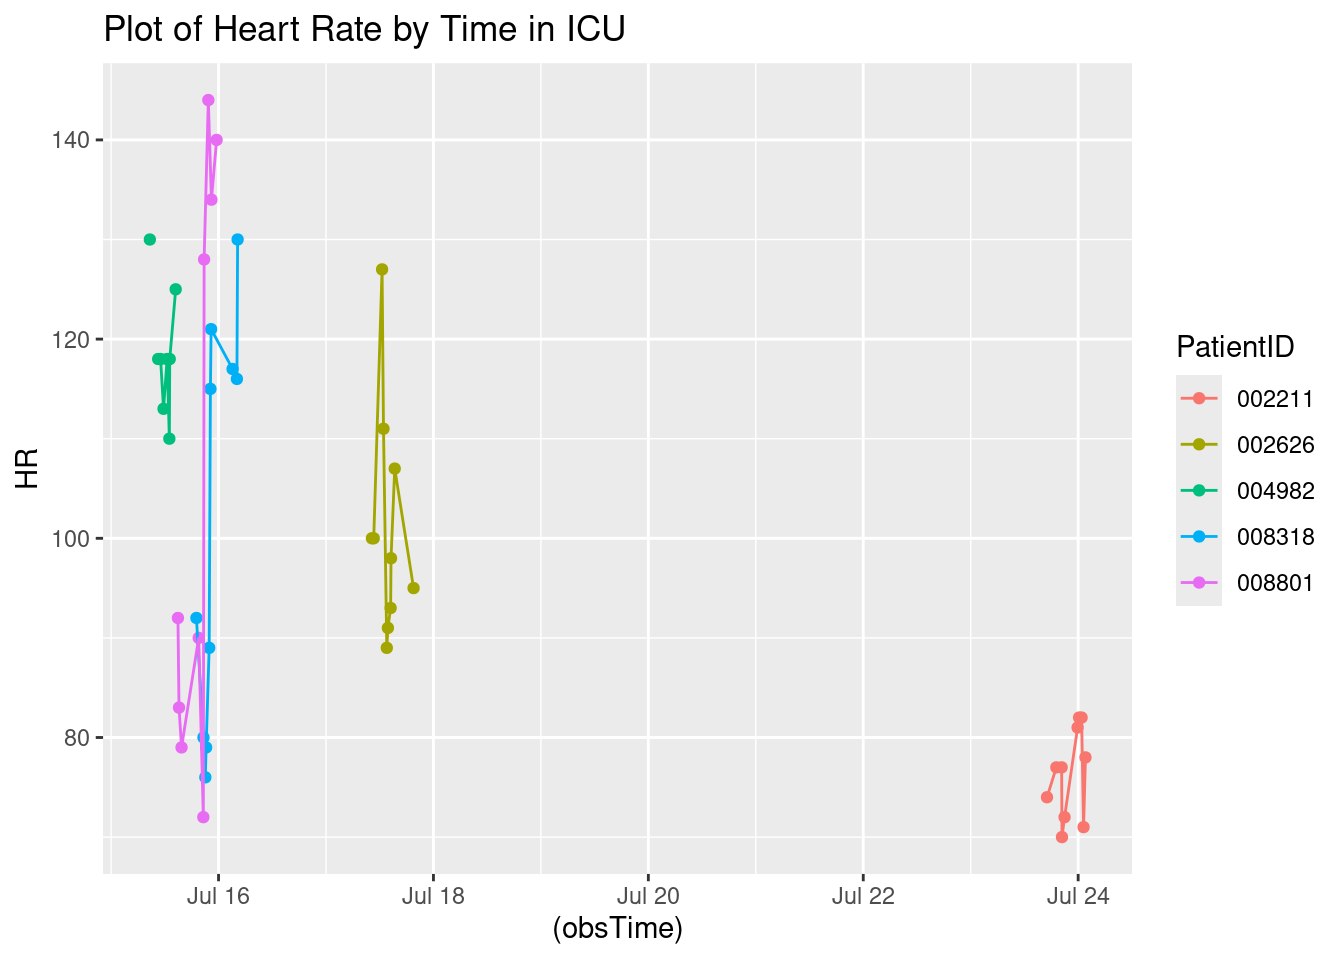 Plot of Heart Rate by Time in ICU
140
120
100
80
HR
Jul 16
Jul 18
Jul 20
Jul 22
Jul 24
(obsTime)
PatientID
002211
002626
004982
008318
008801